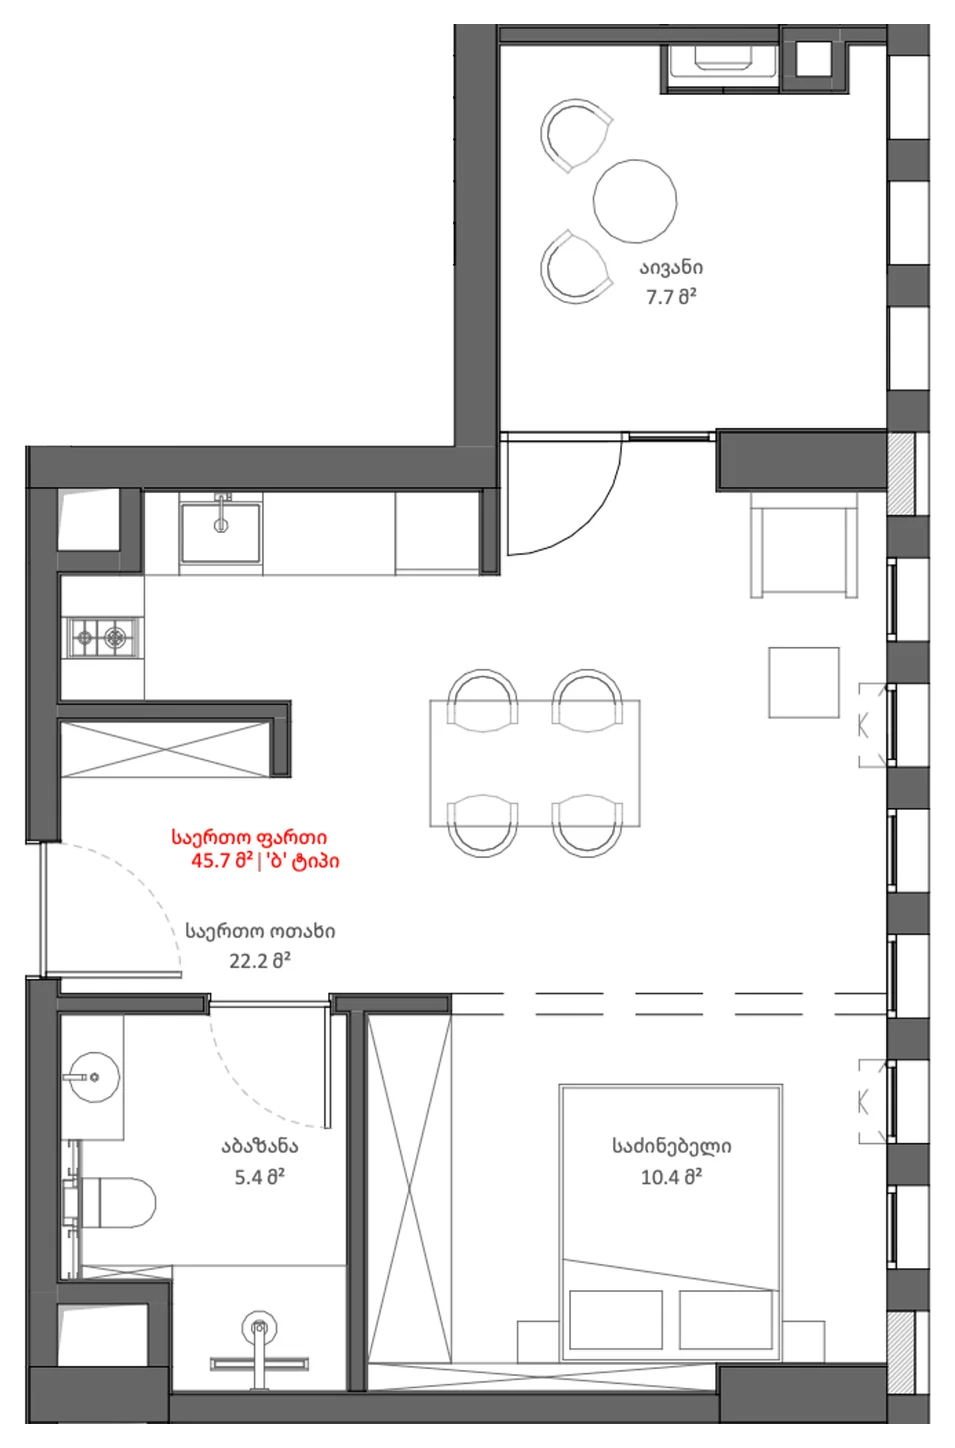 აივანი
7.7 მ²
საერთო ფართი
45.7 მ² | 'ბ' ტიპი
საერთო ოთახი
22.2 მ²
აბაზანა
5.4 მ²
საძინებელი
10.4 მ²